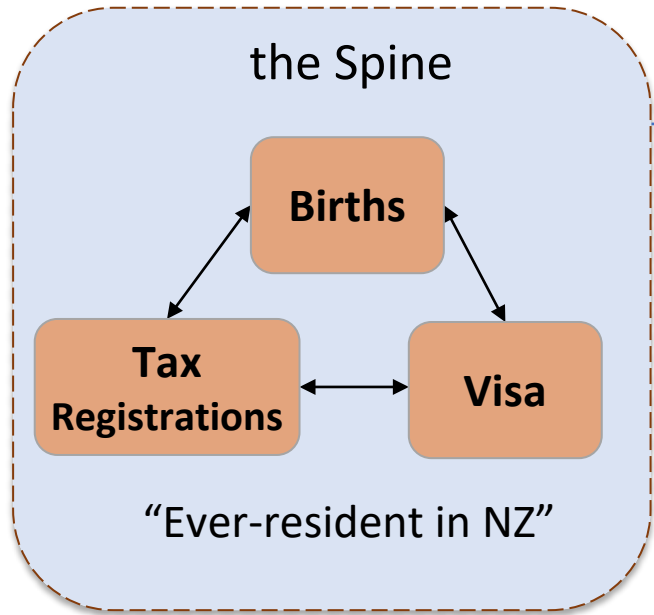 the Spine
Births
Tax
Registrations
Visa
“Ever-resident in NZ”